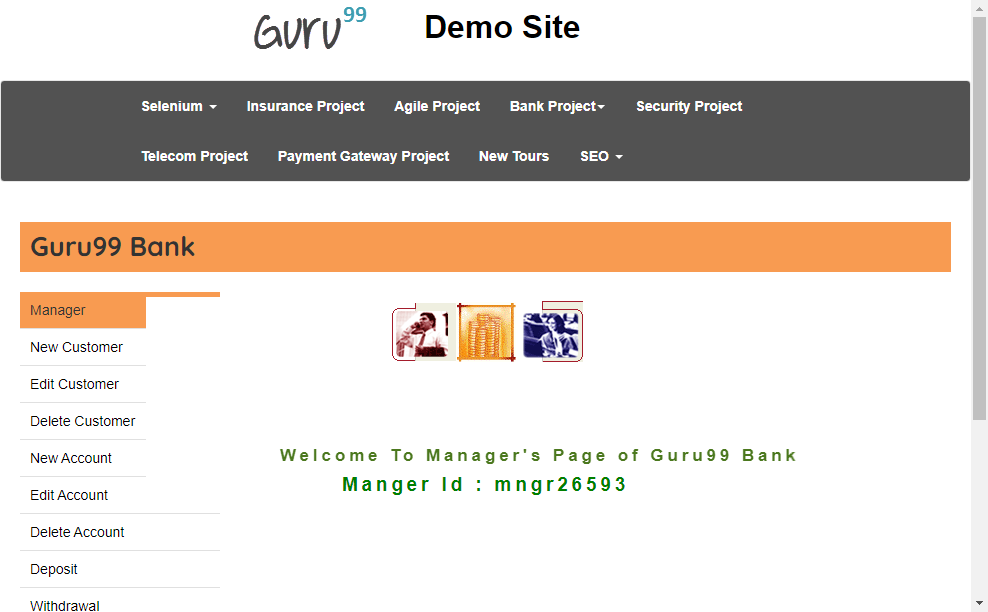 Guru99 Demo Site
Selenium Insurance Project Agile Project Bank Project Security Project
Telecom Project Payment Gateway Project New Tours SEO
Guru99 Bank
Manager
New Customer
Edit Customer
Delete Customer
New Account
Edit Account
Delete Account
Deposit
Withdrawal
Welcome To Manager's Page of Guru99 Bank
Manger Id : mngr26593